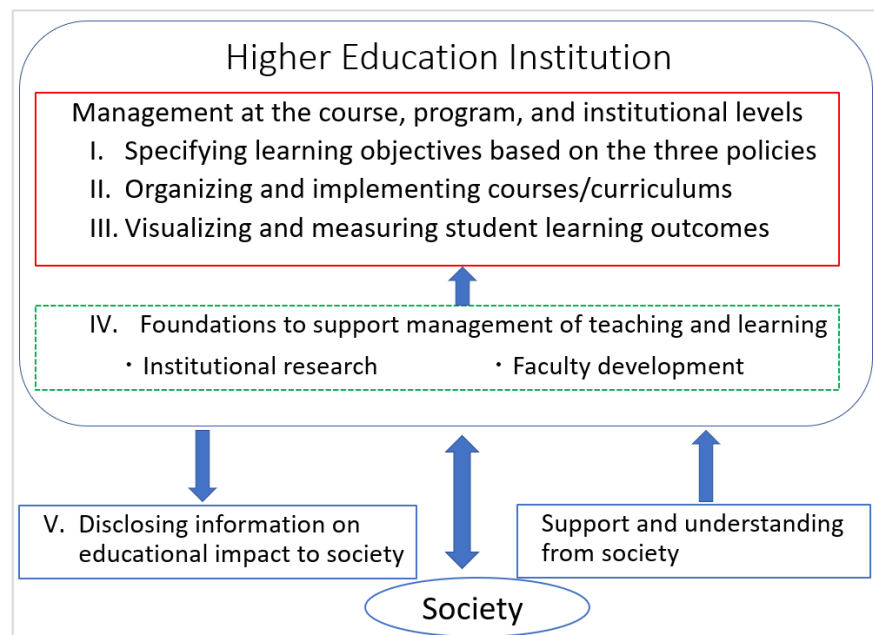 Higher Education Institution
Management at the course, program, and institutional levels
I. Specifying learning objectives based on the three policies
II. Organizing and implementing courses/curriculums
III. Visualizing and measuring student learning outcomes
IV. Foundations to support management of teaching and learning
・Institutional research ・Faculty development
V. Disclosing information on
educational impact to society
Support and understanding
from society
Society